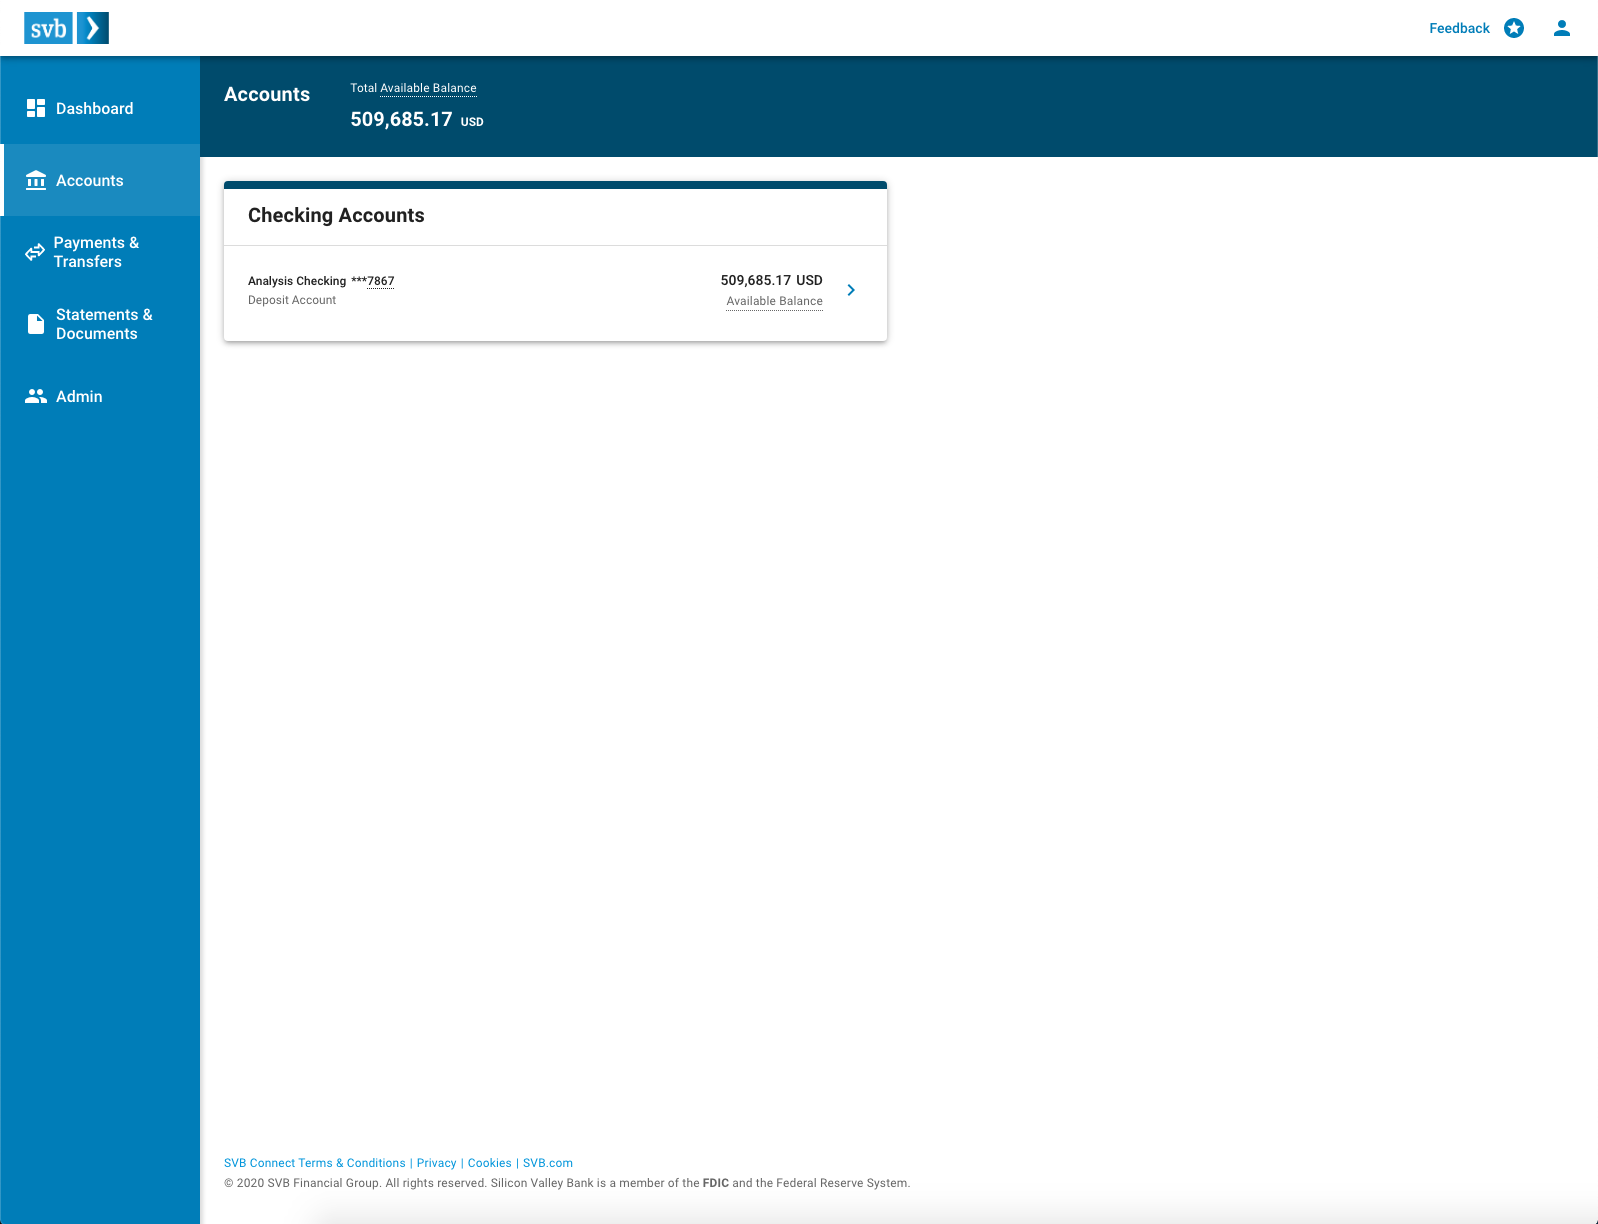 svb
Feedback
Dashboard
Accounts
Payments &
Transfers
Statements &
Documents
Admin
Accounts
Total Available Balance
509,685.17 USD
Checking Accounts
Analysis Checking ***7867
Deposit Account
509,685.17 USD
Available Balance
SVB Connect Terms & Conditions | Privacy | Cookies | SVB.com
© 2020 SVB Financial Group. All rights reserved. Silicon Valley Bank is a member of the FDIC and the Federal Reserve System.